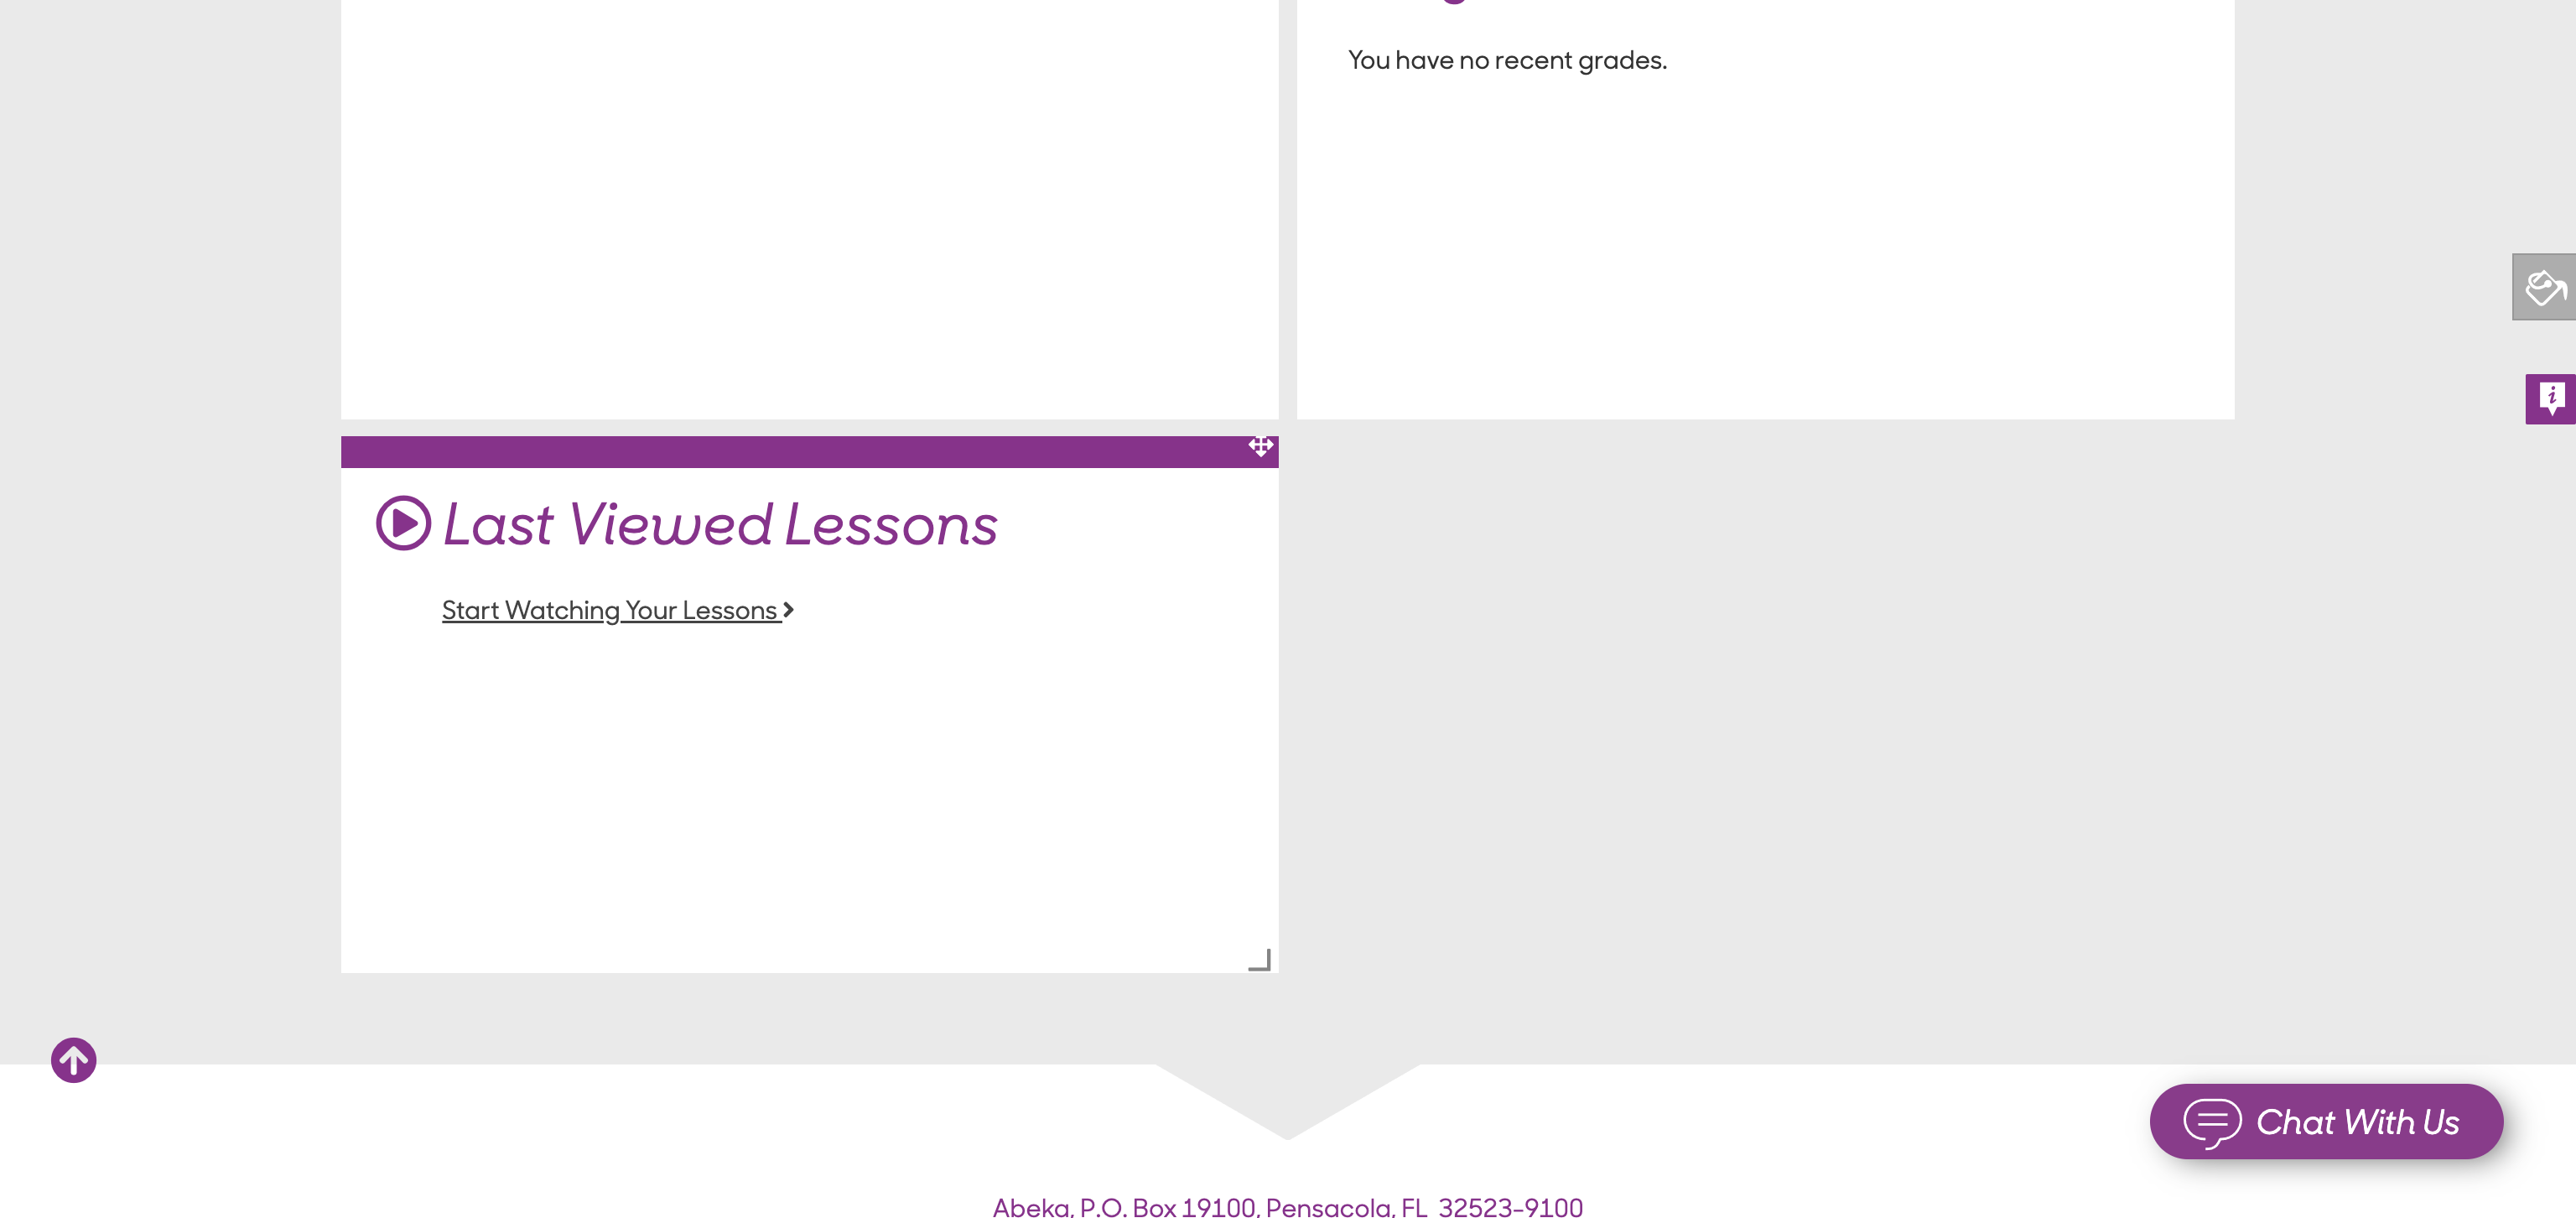 You have no recent grades.
Last Viewed Lessons
Start Watching Your Lessons
Chat With Us
Abeka, P.O. Box 19100, Pensacola, FL 32523-9100